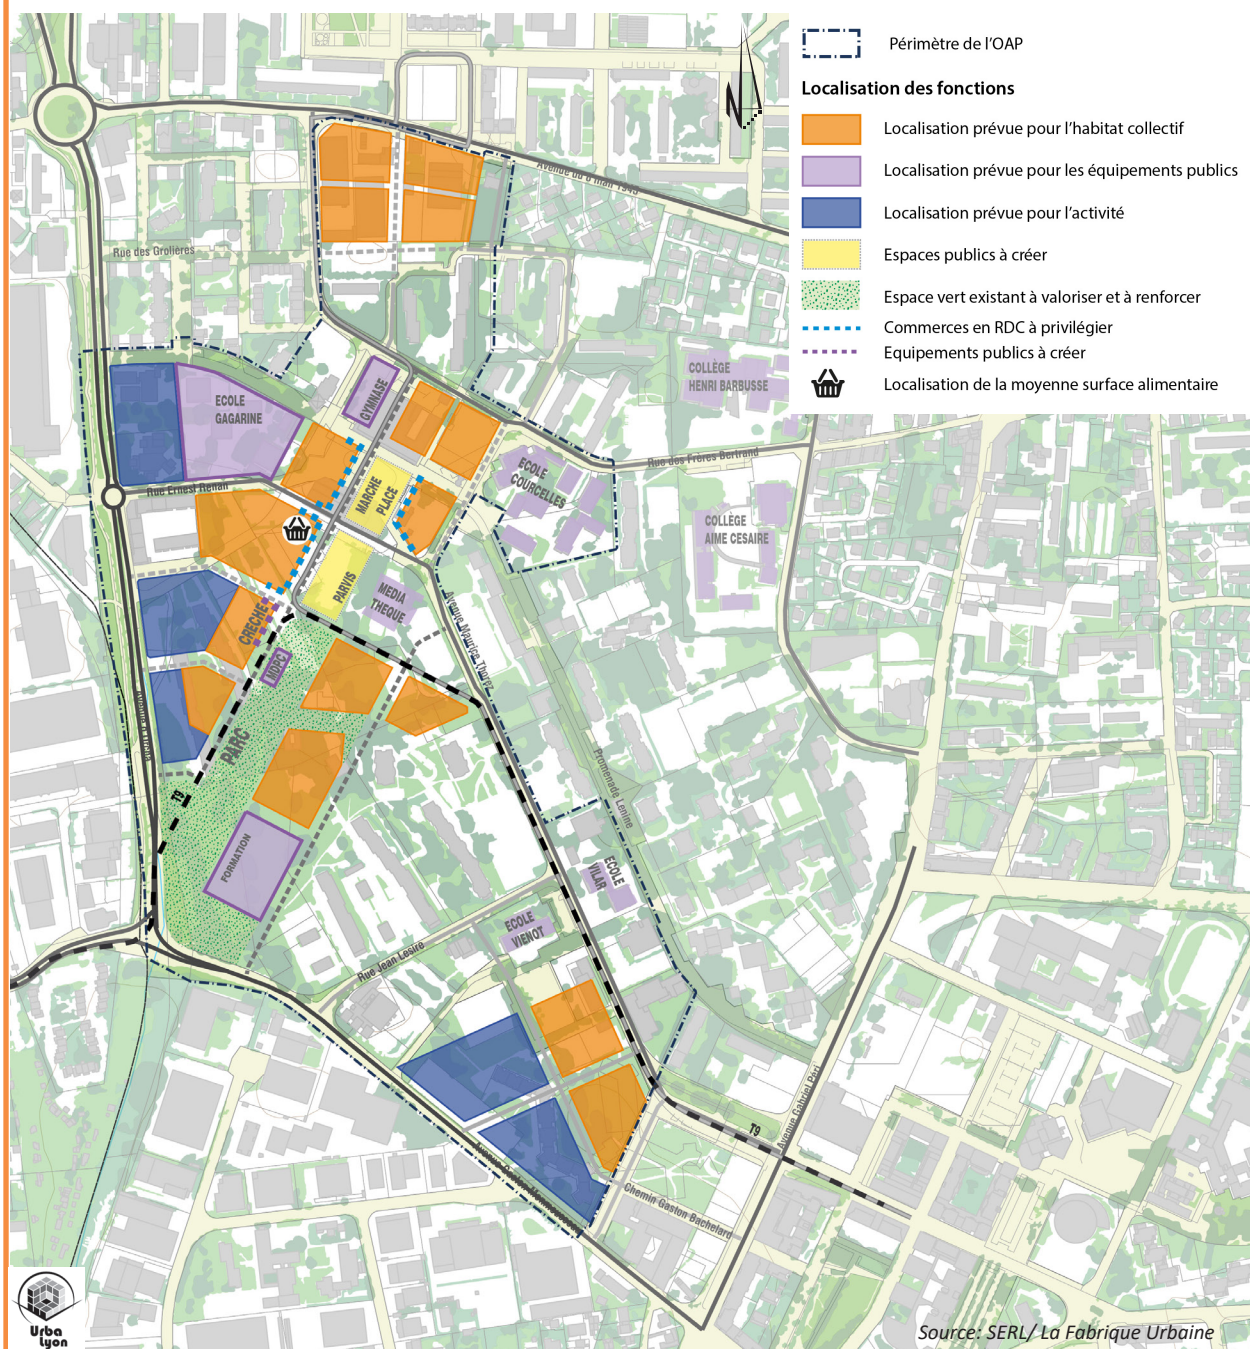 Périmètre de l'OAP
Localisation des fonctions
Localisation prévue pour l'habitat collectif
Localisation prévue pour les équipements publics
Localisation prévue pour l'activité
Espaces publics à créer
Espace vert existant à valoriser et à renforcer
Commerces en RDC à privilégier
Equipements publics à créer
Localisation de la moyenne surface alimentaire
Avenue du 8 mai 1945
Rue des Grolières
COLLÈGE
HENRI BARBUSSE
GYMNASE
ECOLE
GAGARINE
Rue des Frères Bertrand
ECOLE
COURCELLES
Rue Ernest Renan
MARCHE
PLACE
COLLÈGE
AIME CESAIRE
PARVIS
MEDIA
THEQUE
CRECHE
Avenue Maurice Thorez
MDPC
PARC
T9
Promenade Lénine
FORMATION
ECOLE
VILAR
ECOLE
VIENOT
Rue Jean Lesire
Avenue Gabriel Péri
T9
Chemin Gaston Bachelard
Urba
Lyon
Source: SERL/ La Fabrique Urbaine